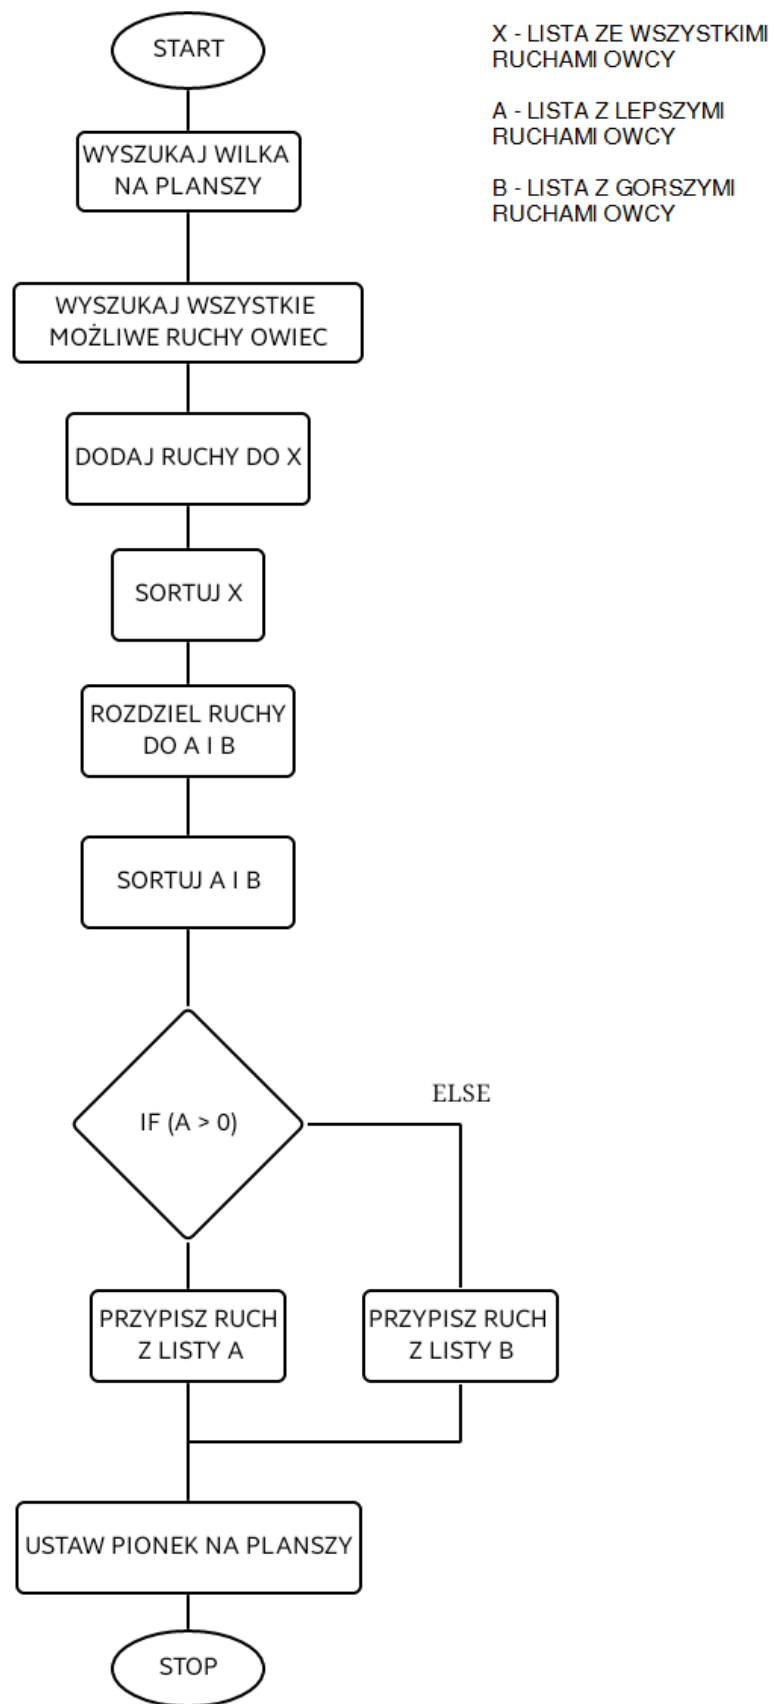 START
X - LISTA ZE WSZYSTKIMI
RUCHAMI OWCY
A - LISTA Z LEPSZYMI
RUCHAMI OWCY
B - LISTA Z GORSZYMI
RUCHAMI OWCY
WYSZUKAJ WILKA
NA PLANSZY
WYSZUKAJ WSZYSTKIE
MOŻLIWE RUCHY OWIEC
DODAJ RUCHY DO X
SORTUJ X
ROZDZIEL RUCHY
DO A I B
SORTUJ A I B
IF (A > 0)
ELSE
PRZYPISZ RUCH
Z LISTY A
PRZYPISZ RUCH
Z LISTY B
USTAW PIONEK NA PLANSZY
STOP